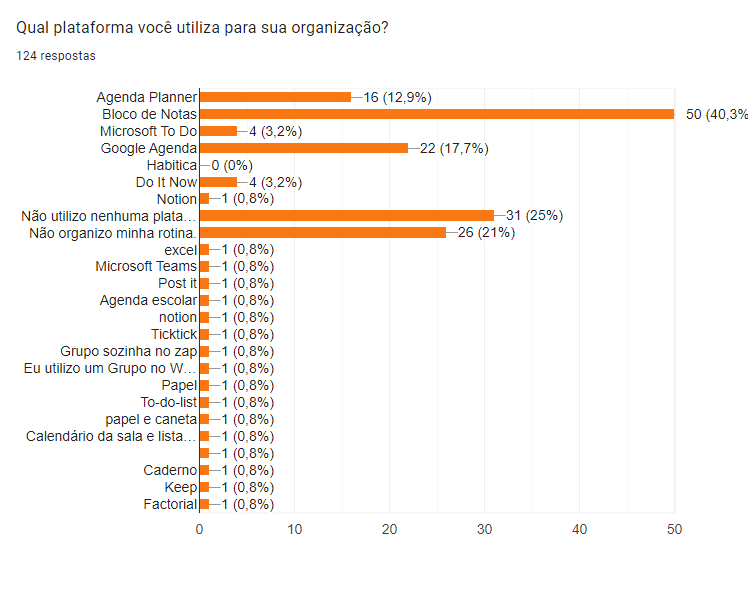 Qual plataforma você utiliza para sua organização?
124 respostas
Agenda Planner 16 (12,9%)
Bloco de Notas 50 (40,3%
Microsoft To Do 4 (3,2%)
Google Agenda 22 (17,7%)
Habitica 0 (0%)
Do It Now 4 (3,2%)
Notion 1 (0,8%)
Não utilizo nenhuma plata… 31 (25%)
Não organizo minha rotina. 26 (21%)
excel 1 (0,8%)
Microsoft Teams 1 (0,8%)
Post it 1 (0,8%)
Agenda escolar 1 (0,8%)
notion 1 (0,8%)
Ticktick 1 (0,8%)
Grupo sozinha no zap 1 (0,8%)
Eu utilizo um Grupo no W… 1 (0,8%)
Papel 1 (0,8%)
To-do-list 1 (0,8%)
papel e caneta 1 (0,8%)
Calendário da sala e lista… 1 (0,8%)
1 (0,8%)
Caderno 1 (0,8%)
Keep 1 (0,8%)
Factorial 1 (0,8%)
0 10 20 30 40 50